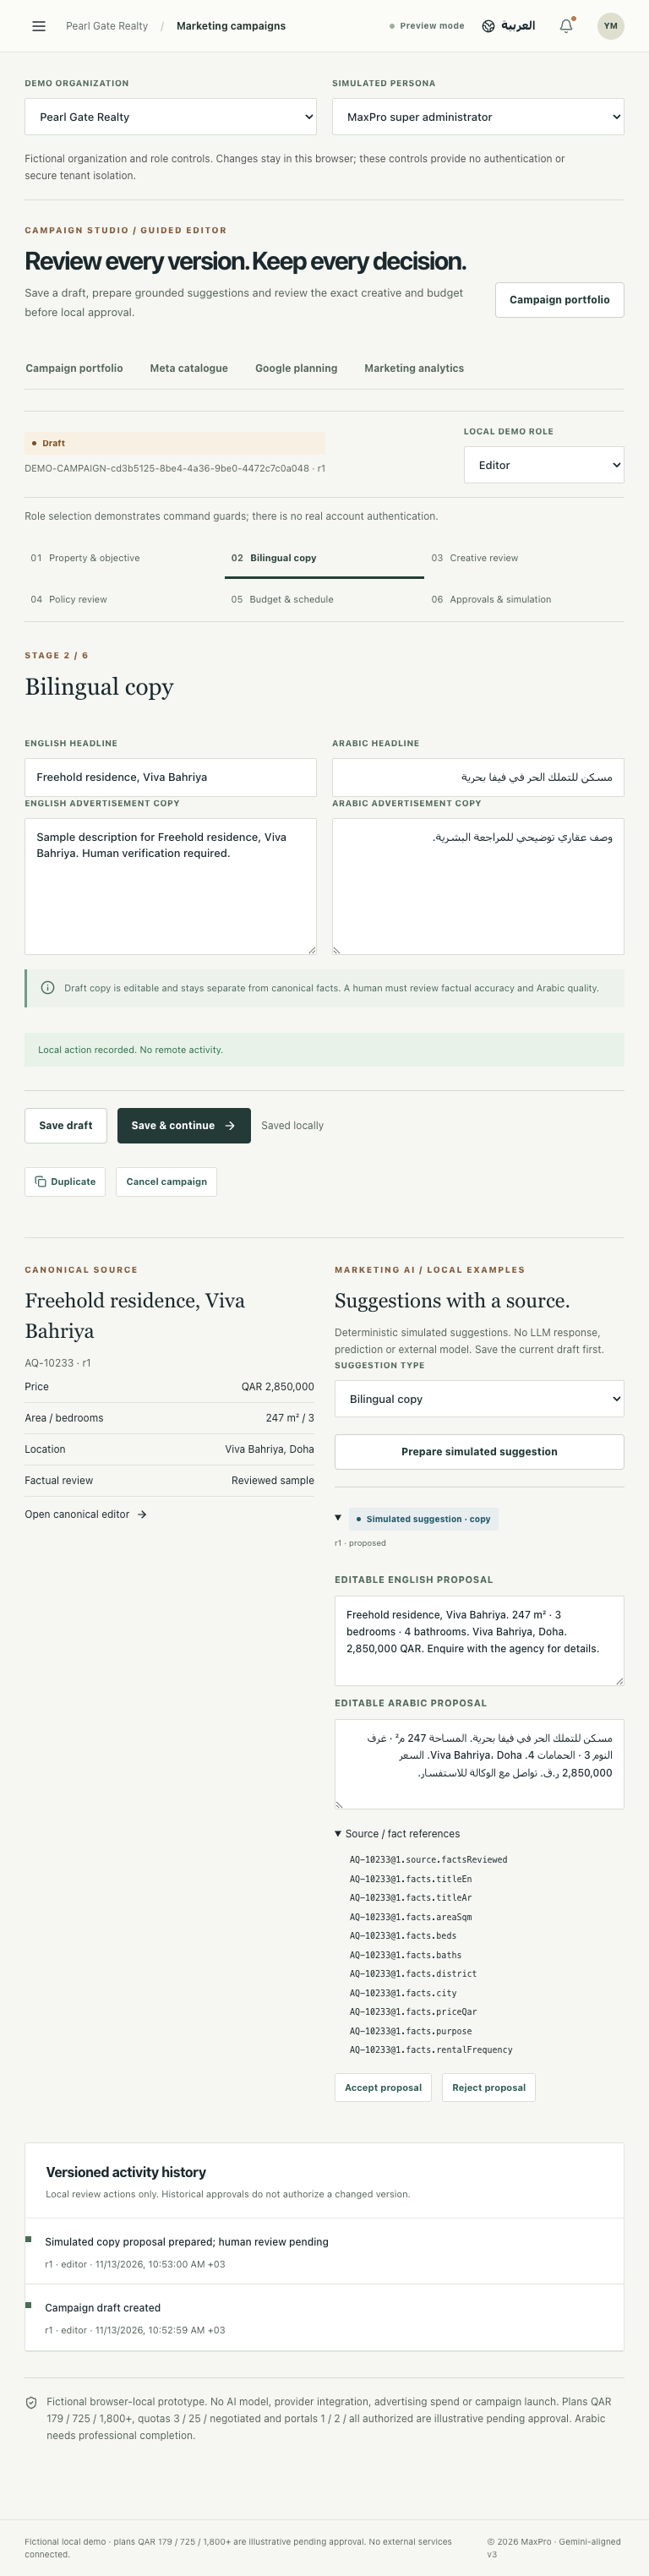 Pearl Gate Realty / Marketing campaigns
Preview mode
العربية
YM
DEMO ORGANIZATION
Pearl Gate Realty
SIMULATED PERSONA
MaxPro super administrator
Fictional organization and role controls. Changes stay in this browser; these controls provide no authentication or
secure tenant isolation.
CAMPAIGN STUDIO / GUIDED EDITOR
Review every version. Keep every decision.
Save a draft, prepare grounded suggestions and review the exact creative and budget
before local approval.
Campaign portfolio
Campaign portfolio
Meta catalogue
Google planning
Marketing analytics
Draft
DEMO-CAMPAIGN-cd3b5125-8be4-4a36-9be0-4472c7c0a048 · r1
LOCAL DEMO ROLE
Editor
Role selection demonstrates command guards; there is no real account authentication.
01 Property & objective
02 Bilingual copy
03 Creative review
04 Policy review
05 Budget & schedule
06 Approvals & simulation
STAGE 2 / 6
Bilingual copy
ENGLISH HEADLINE
Freehold residence, Viva Bahriya
ARABIC HEADLINE
مسكن للتملك الحر في فيفا بحرية
ENGLISH ADVERTISEMENT COPY
Sample description for Freehold residence, Viva
Bahriya. Human verification required.
ARABIC ADVERTISEMENT COPY
وصف عقاري توضيحي للمراجعة البشرية.
Draft copy is editable and stays separate from canonical facts. A human must review factual accuracy and Arabic quality.
Local action recorded. No remote activity.
Save draft
Save & continue
Saved locally
Duplicate
Cancel campaign
CANONICAL SOURCE
Freehold residence, Viva
Bahriya
AQ-10233 · r1
Price QAR 2,850,000
Area / bedrooms 247 m² / 3
Location Viva Bahriya, Doha
Factual review Reviewed sample
Open canonical editor
MARKETING AI / LOCAL EXAMPLES
Suggestions with a source.
Deterministic simulated suggestions. No LLM response,
prediction or external model. Save the current draft first.
SUGGESTION TYPE
Bilingual copy
Prepare simulated suggestion
Simulated suggestion · copy
r1 · proposed
EDITABLE ENGLISH PROPOSAL
Freehold residence, Viva Bahriya. 247 m² · 3
bedrooms · 4 bathrooms. Viva Bahriya, Doha.
2,850,000 QAR. Enquire with the agency for details.
EDITABLE ARABIC PROPOSAL
مسكن للتملك الحر في فيفا بحرية. المساحة 247 م² · غرف
النوم 3 · الحمامات 4. Viva Bahriya، Doha. السعر
2,850,000 ر.ق. تواصل مع الوكالة للاستفسار.
Source / fact references
AQ-10233@1.source.factsReviewed
AQ-10233@1.facts.titleEn
AQ-10233@1.facts.titleAr
AQ-10233@1.facts.areaSqm
AQ-10233@1.facts.beds
AQ-10233@1.facts.baths
AQ-10233@1.facts.district
AQ-10233@1.facts.city
AQ-10233@1.facts.priceQar
AQ-10233@1.facts.purpose
AQ-10233@1.facts.rentalFrequency
Accept proposal
Reject proposal
Versioned activity history
Local review actions only. Historical approvals do not authorize a changed version.
Simulated copy proposal prepared; human review pending
r1 · editor · 11/13/2026, 10:53:00 AM +03
Campaign draft created
r1 · editor · 11/13/2026, 10:52:59 AM +03
Fictional browser-local prototype. No AI model, provider integration, advertising spend or campaign launch. Plans QAR
179 / 725 / 1,800+, quotas 3 / 25 / negotiated and portals 1 / 2 / all authorized are illustrative pending approval. Arabic
needs professional completion.
Fictional local demo · plans QAR 179 / 725 / 1,800+ are illustrative pending approval. No external services
connected.
© 2026 MaxPro · Gemini-aligned
v3